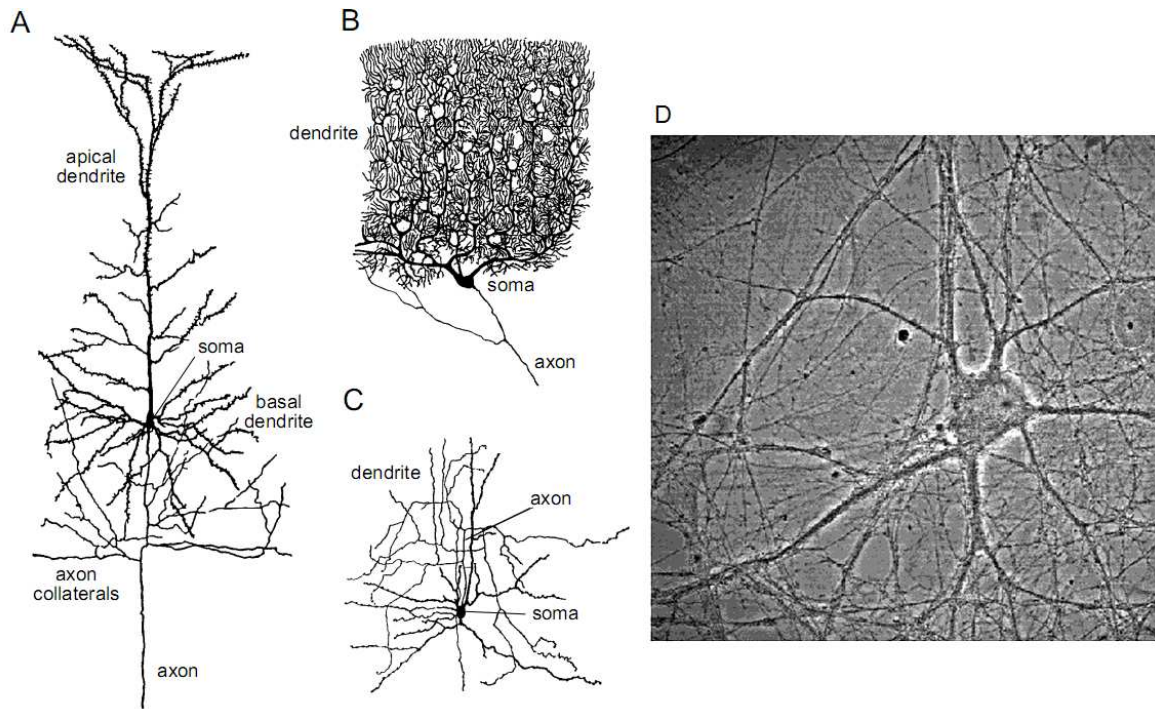 A
apical
dendrite
soma
basal
dendrite
axon
collaterals
axon
B
dendrite
soma
axon
C
dendrite
axon
soma
D